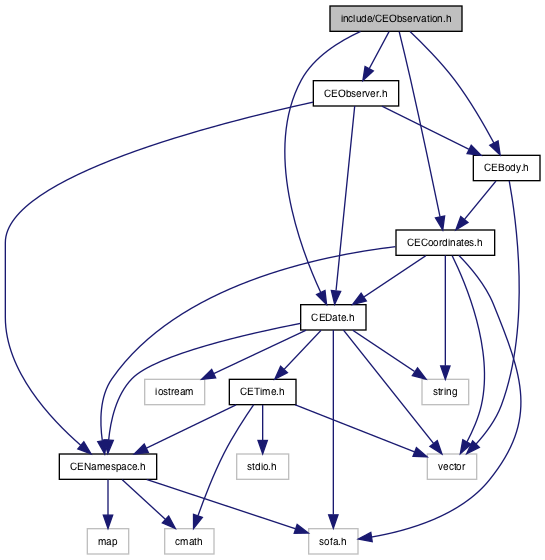 include/CEObservation.h
CEObserver.h
CEBody.h
CECoordinates.h
CEDate.h
iostream
CETime.h
string
CENamespace.h
stdio.h
vector
map
cmath
sofa.h